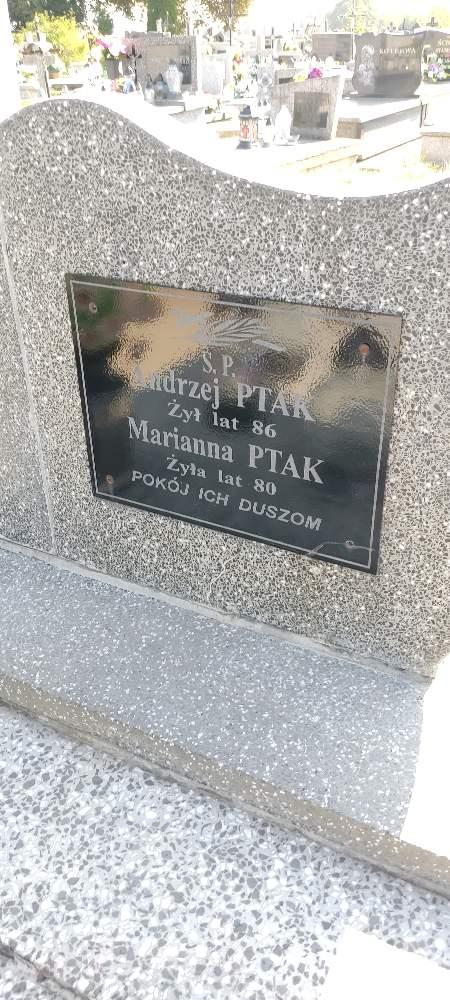 Ś. P.
Andrzej PTAK
Żył lat 86
Marianna PTAK
Żyła lat 80
POKÓJ ICH DUSZOM